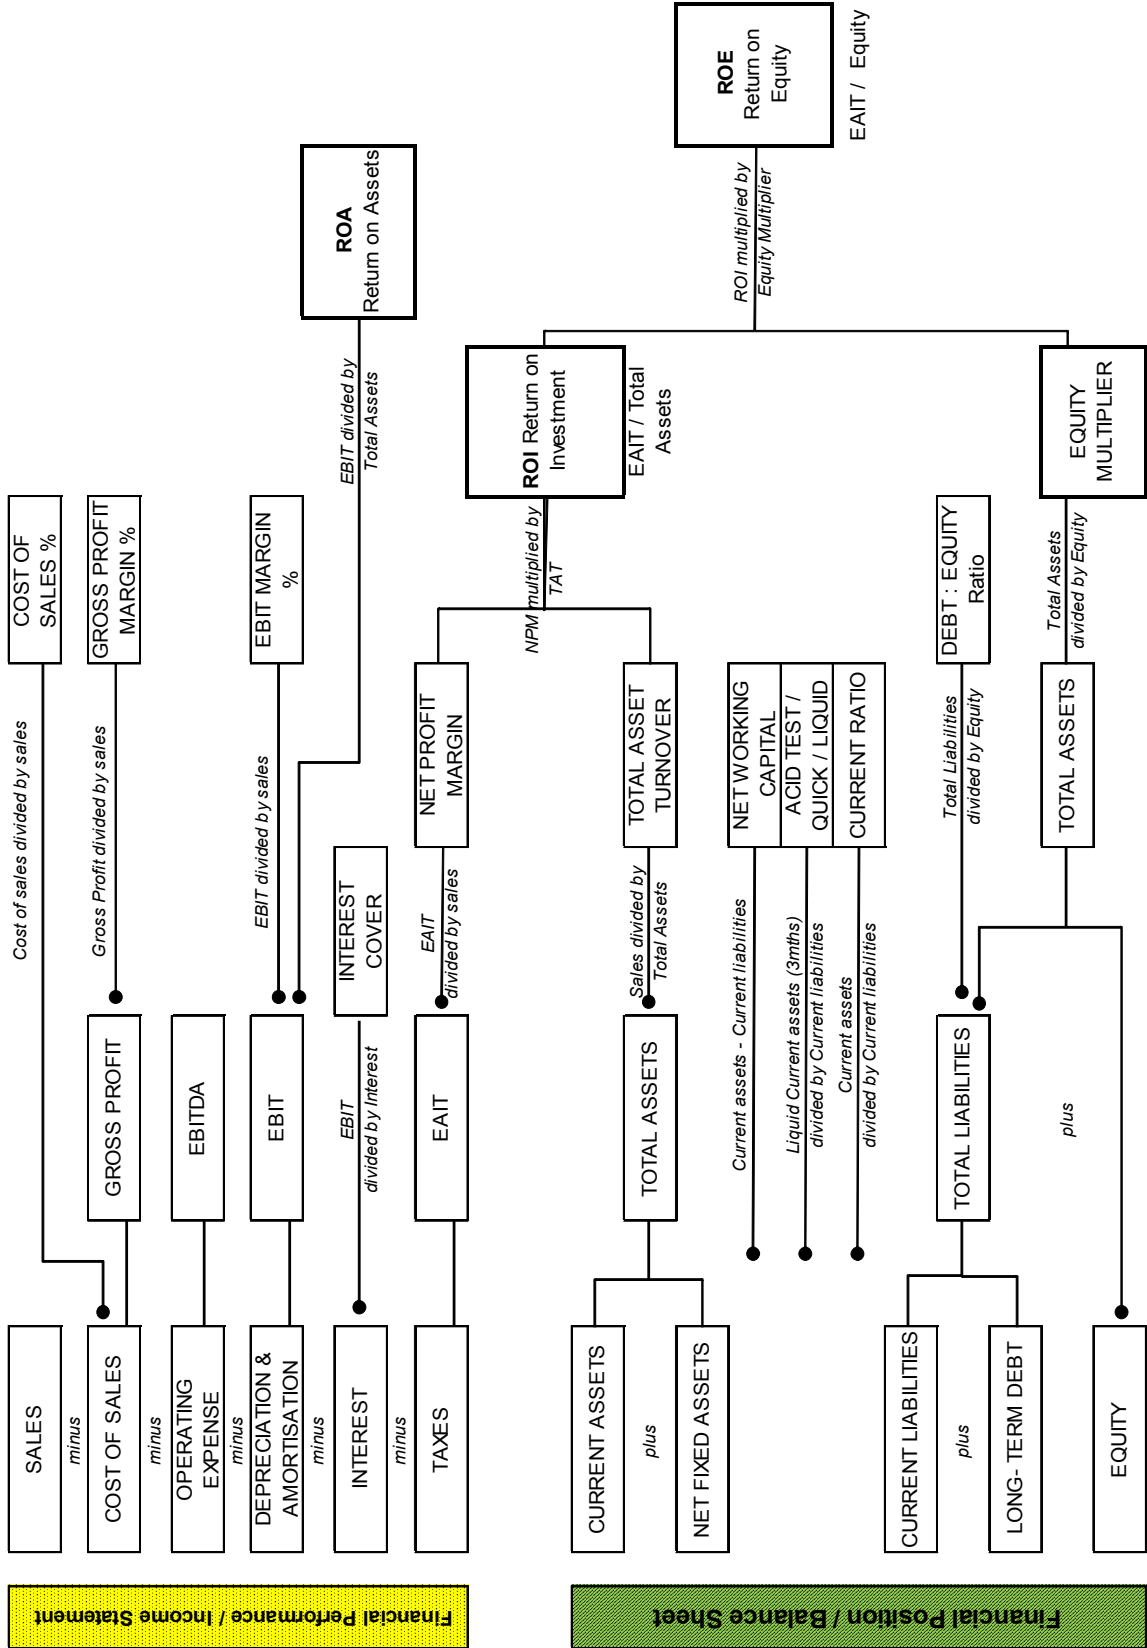 Financial Performance / Income Statement
SALES
minus
COST OF SALES
minus
OPERATING
EXPENSE
minus
DEPRECIATION &
AMORTISATION
minus
INTEREST
minus
TAXES
GROSS PROFIT
EBITDA
EBIT
EAIT
Cost of sales divided by sales
COST OF
SALES %
Gross Profit divided by sales
GROSS PROFIT
MARGIN %
EBIT divided by sales
EBIT MARGIN
%
EBIT
divided by Interest
INTEREST
COVER
EAIT
divided by sales
NET PROFIT
MARGIN
EBIT divided by
Total Assets
ROA
Return on Assets
Financial Position / Balance Sheet
CURRENT ASSETS
plus
NET FIXED ASSETS
TOTAL ASSETS
Sales divided by
Total Assets
TOTAL ASSET
TURNOVER
NPM multiplied by
TAT
ROI Return on
Investment
EAIT / Total
Assets
Current assets - Current liabilities
NET WORKING
CAPITAL
Liquid Current assets (3mths)
divided by Current liabilities
ACID TEST /
QUICK / LIQUID
Current assets
divided by Current liabilities
CURRENT RATIO
CURRENT LIABILITIES
plus
LONG- TERM DEBT
TOTAL LIABILITIES
Total Liabilities
divided by Equity
DEBT : EQUITY
Ratio
plus
EQUITY
TOTAL ASSETS
Total Assets
divided by Equity
EQUITY
MULTIPLIER
ROI multiplied by
Equity Multiplier
ROE
Return on
Equity
EAIT / Equity